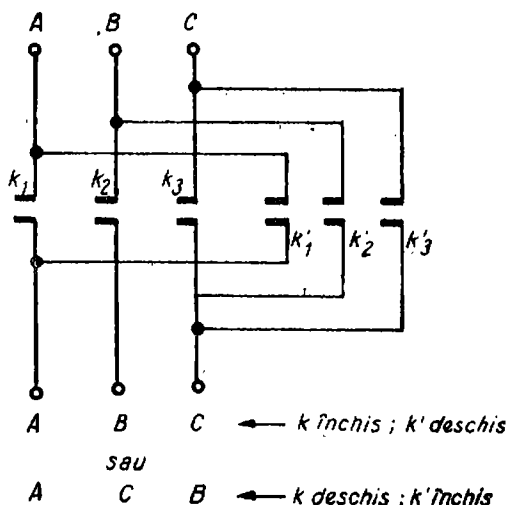 A B C
k₁ k₂ k₃
k'₁ k'₂ k'₃
A B C ← k închis ; k' deschis
sau
A C B ← k deschis ; k' închis